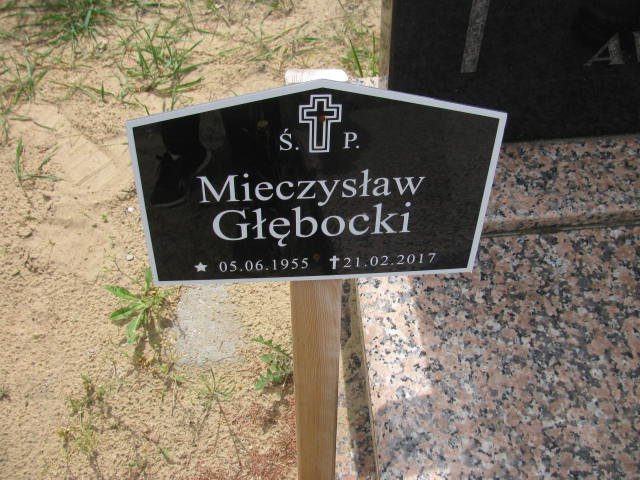 Ś. P.
Mieczysław
Głębocki
05.06.1955 21.02.2017